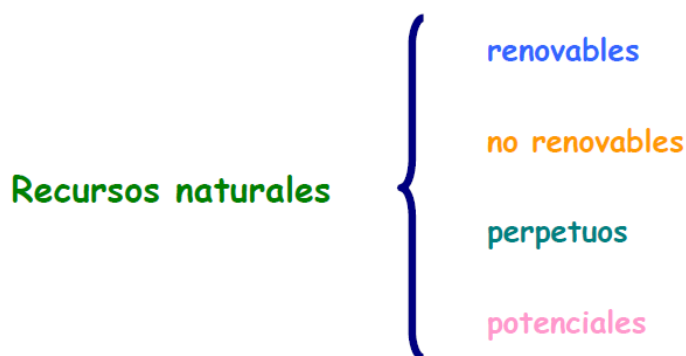 Recursos naturales
renovables
no renovables
perpetuos
potenciales